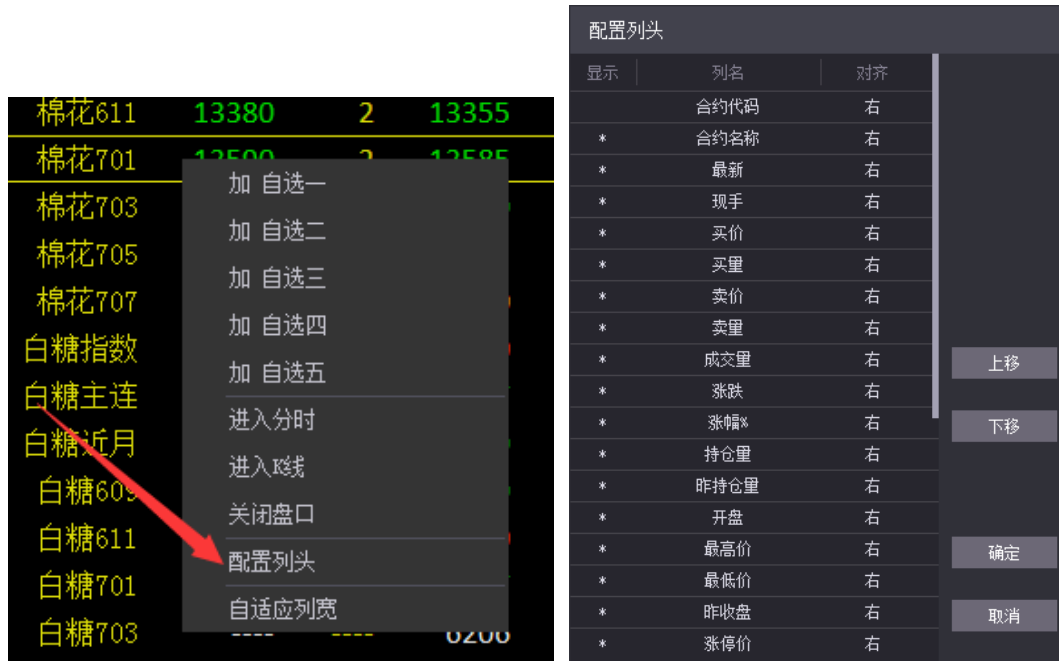 棉花611 13380 2 13355
棉花701
棉花703
棉花705
棉花707
白糖指数
白糖主连
白糖近月
白糖609
白糖611
白糖701
白糖703 ---- ---- 6206
加 自选一
加 自选二
加 自选三
加 自选四
加 自选五
进入分时
进入K线
关闭盘口
配置列头
自适应列宽
配置列头
显示 列名 对齐
合约代码 右
* 合约名称 右
* 最新 右
* 现手 右
* 买价 右
* 买量 右
* 卖价 右
* 卖量 右
* 成交量 右
* 涨跌 右
* 涨幅% 右
* 持仓量 右
* 昨持仓量 右
* 开盘 右
* 最高价 右
* 最低价 右
* 昨收盘 右
* 涨停价 右
上移
下移
确定
取消